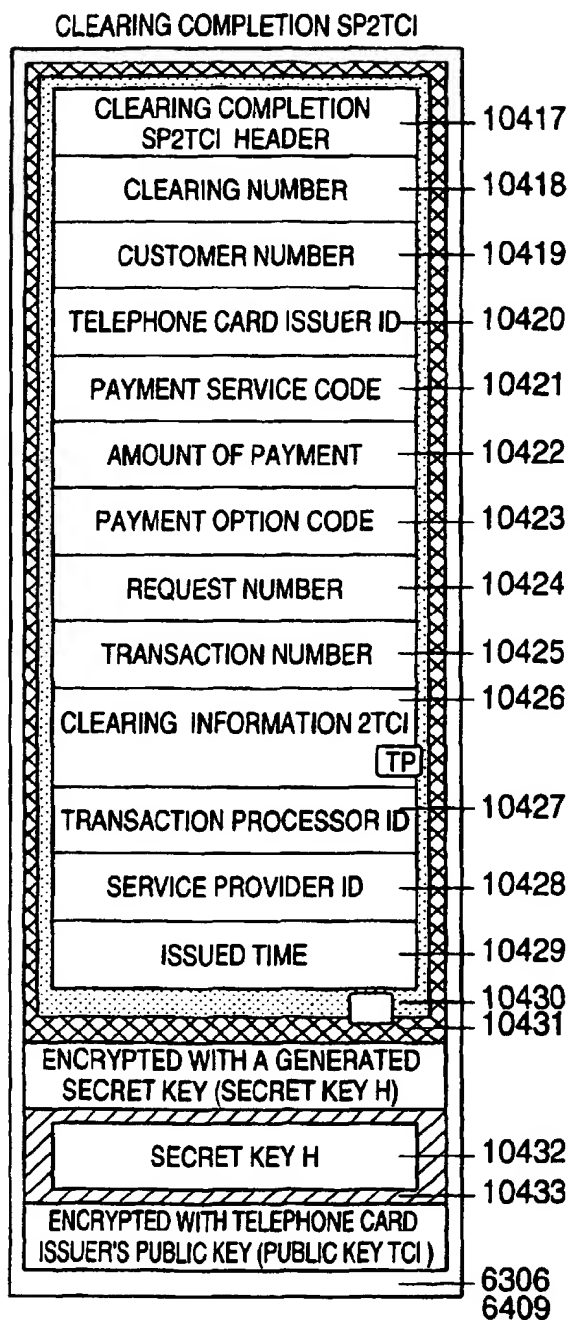 CLEARING COMPLETION SP2TCI
CLEARING COMPLETION
SP2TCI HEADER
10417
CLEARING NUMBER
10418
CUSTOMER NUMBER
10419
TELEPHONE CARD ISSUER ID
10420
PAYMENT SERVICE CODE
10421
AMOUNT OF PAYMENT
10422
PAYMENT OPTION CODE
10423
REQUEST NUMBER
10424
TRANSACTION NUMBER
10425
10426
CLEARING INFORMATION 2TCI
TP
10427
TRANSACTION PROCESSOR ID
SERVICE PROVIDER ID
10428
ISSUED TIME
10429
10430
10431
ENCRYPTED WITH A GENERATED
SECRET KEY (SECRET KEY H)
SECRET KEY H
10432
10433
ENCRYPTED WITH TELEPHONE CARD
ISSUER'S PUBLIC KEY (PUBLIC KEY TCI )
6306
6409